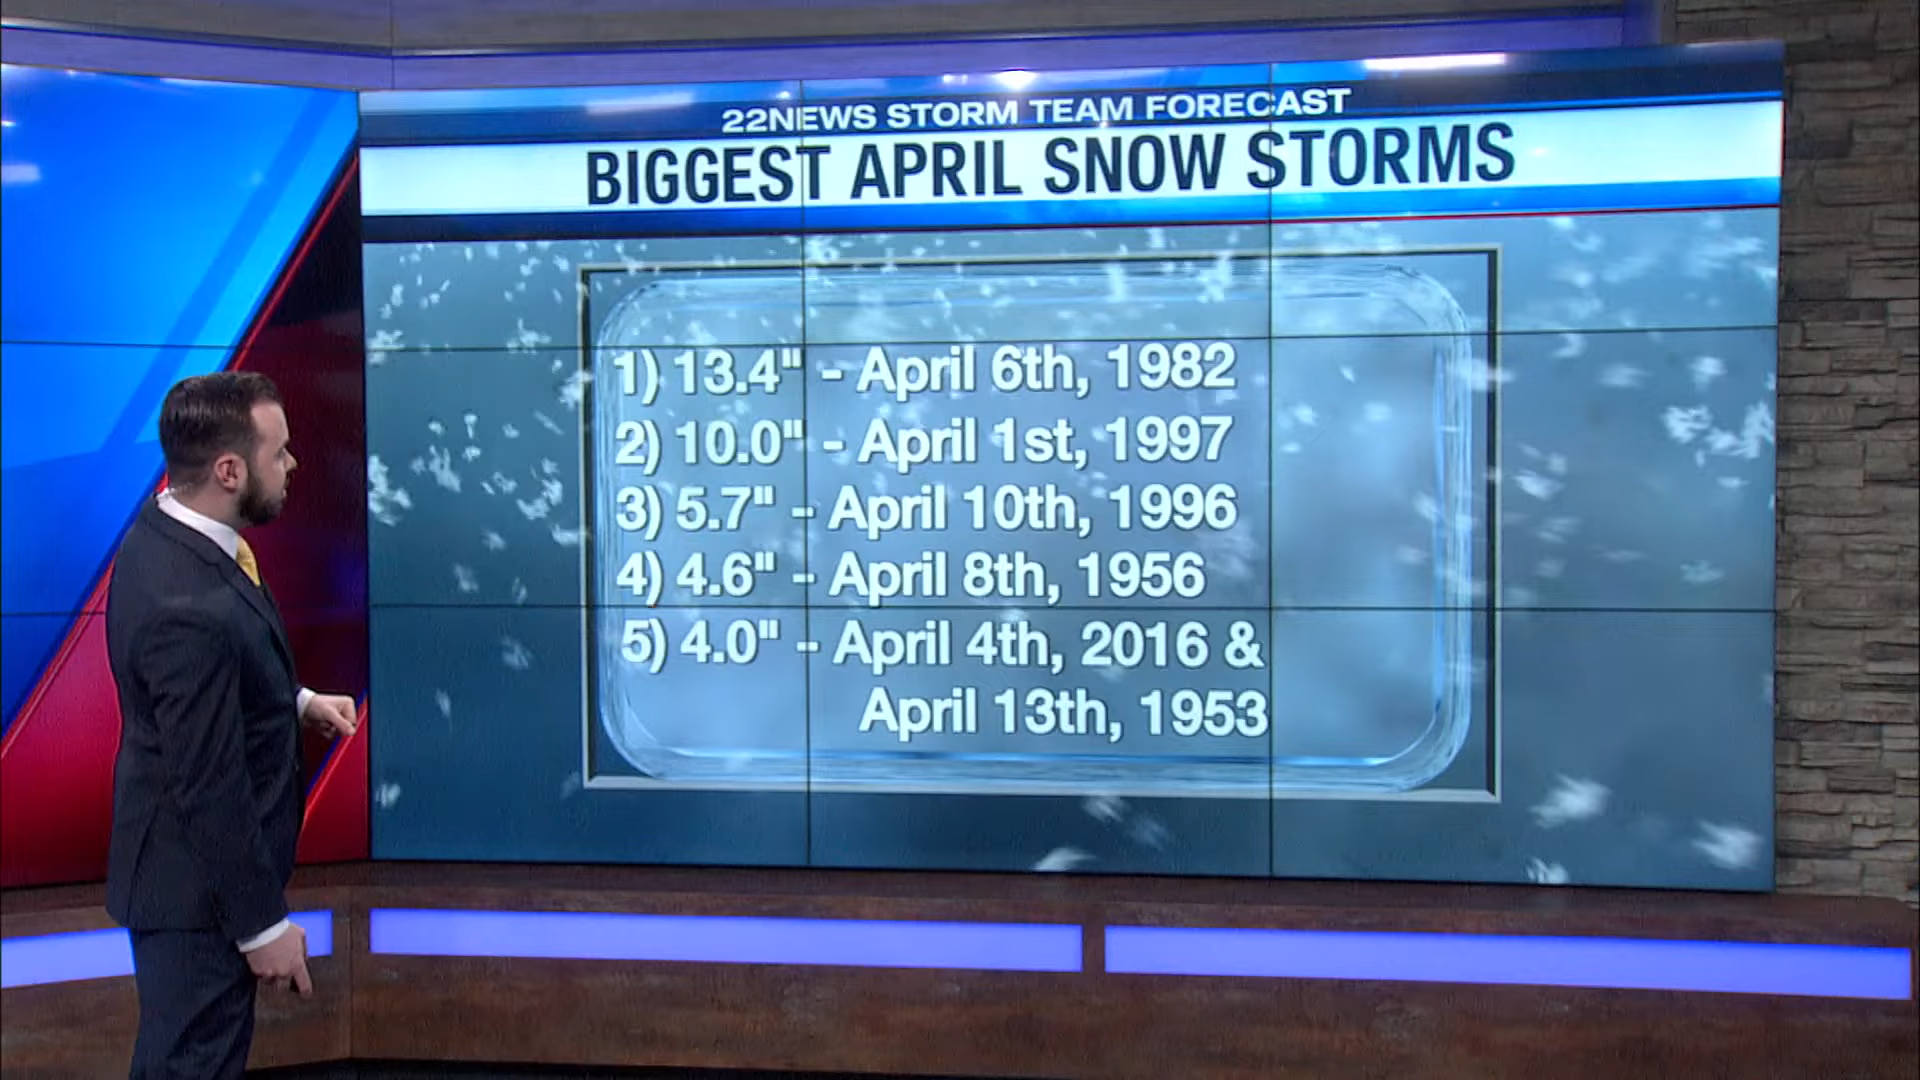 22NEWS STORM TEAM FORECAST
BIGGEST APRIL SNOW STORMS
1) 13.4" - April 6th, 1982
2) 10.0" - April 1st, 1997
3) 5.7" - April 10th, 1996
4) 4.6" - April 8th, 1956
5) 4.0" - April 4th, 2016 &
April 13th, 1953